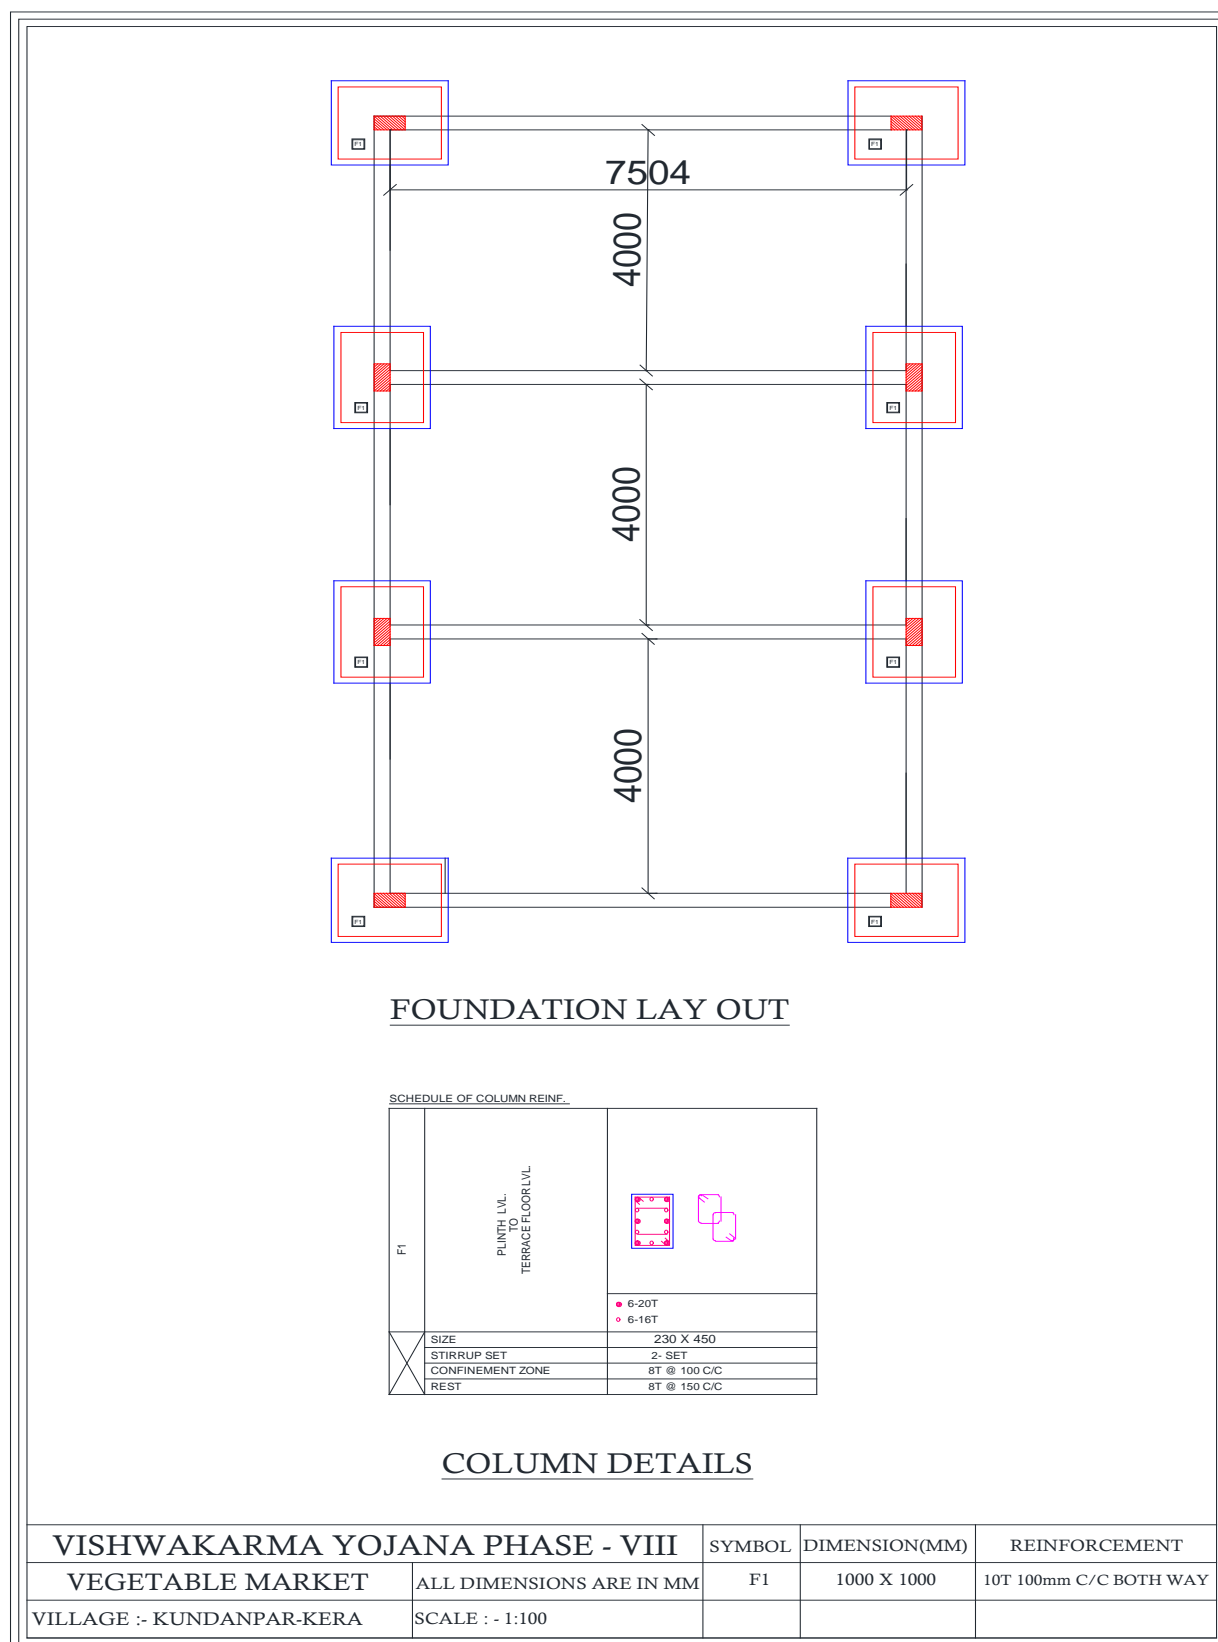 F1
F1
7504
4000
F1
F1
4000
F1
F1
4000
F1
F1
FOUNDATION LAY OUT
SCHEDULE OF COLUMN REINF.
F1
PLINTH LVL.
TO
TERRACE FLOOR LVL.
6-20T
6-16T
SIZE 230 X 450
STIRRUP SET 2- SET
CONFINEMENT ZONE 8T @ 100 C/C
REST 8T @ 150 C/C
COLUMN DETAILS
VISHWAKARMA YOJANA PHASE - VIII SYMBOL DIMENSION(MM) REINFORCEMENT
VEGETABLE MARKET ALL DIMENSIONS ARE IN MM F1 1000 X 1000 10T 100mm C/C BOTH WAY
VILLAGE :- KUNDANPAR-KERA SCALE : - 1:100